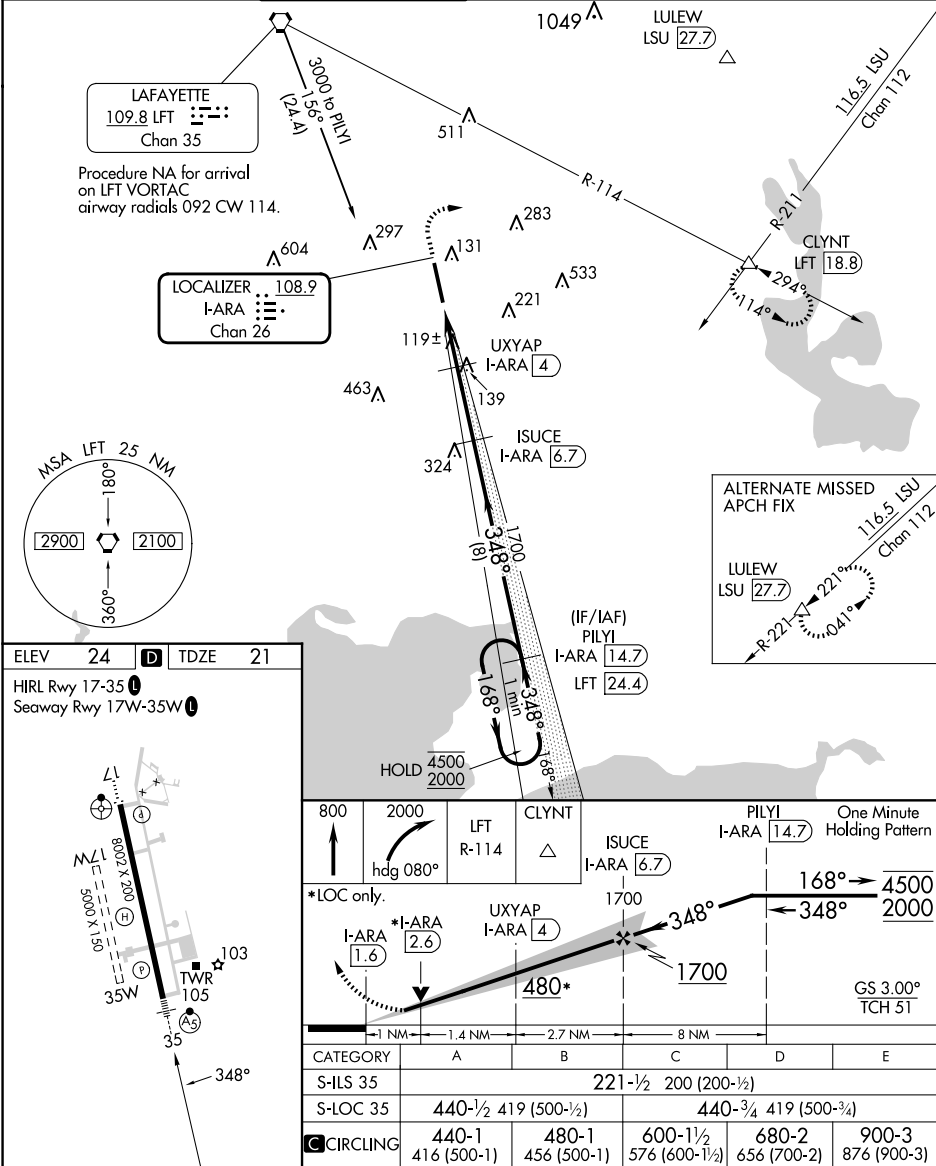 1049
LULEW
LSU 27.7
116.5 LSU
Chan 112
LAFAYETTE
109.8 LFT
Chan 35
3000 to PILYI
156°
(24.4)
511
Procedure NA for arrival
on LFT VORTAC
airway radials 092 CW 114.
R-114
R-211
CLYNT
LFT 18.8
294°
114°
604
297
131
283
533
221
LOCALIZER 108.9
I-ARA
Chan 26
119±
UXYAP
I-ARA 4
139
463
ISUCE
I-ARA 6.7
324
MSA LFT 25 NM
180°
2900
2100
360°
1700
348°
(8)
ALTERNATE MISSED
APCH FIX
116.5 LSU
Chan 112
LULEW
LSU 27.7
221°
041°
R-221
(IF/IAF)
PILYI
I-ARA 14.7
LFT 24.4
168°
1 min
348°
168°
HOLD 4500
2000
ELEV 24 D TDZE 21
HIRL Rwy 17-35 L
Seaway Rwy 17W-35W L
17
P
8002 X 200
17W
5000 X 150
H
P
35W
TWR
105
103
A5
35
348°
800
2000
hdg 080°
LFT
R-114
CLYNT
ISUCE
I-ARA 6.7
PILYI
I-ARA 14.7
One Minute
Holding Pattern
*LOC only.
1700
168°
4500
348°
2000
I-ARA
1.6
*I-ARA
2.6
UXYAP
I-ARA 4
348°
1700
480*
GS 3.00°
TCH 51
1 NM
1.4 NM
2.7 NM
8 NM
CATEGORY A B C D E
S-ILS 35 221-½ 200 (200-½)
S-LOC 35 440-½ 419 (500-½) 440-¾ 419 (500-¾)
C CIRCLING 440-1 480-1 600-1½ 680-2 900-3
416 (500-1) 456 (500-1) 576 (600-1½) 656 (700-2) 876 (900-3)